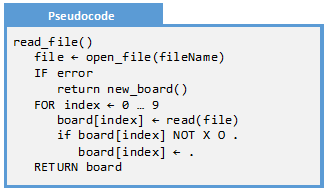 Pseudocode
read_file()
file ← open_file(fileName)
IF error
return new_board()
FOR index ← 0 … 9
board[index] ← read(file)
if board[index] NOT X O .
board[index] ← .
RETURN board